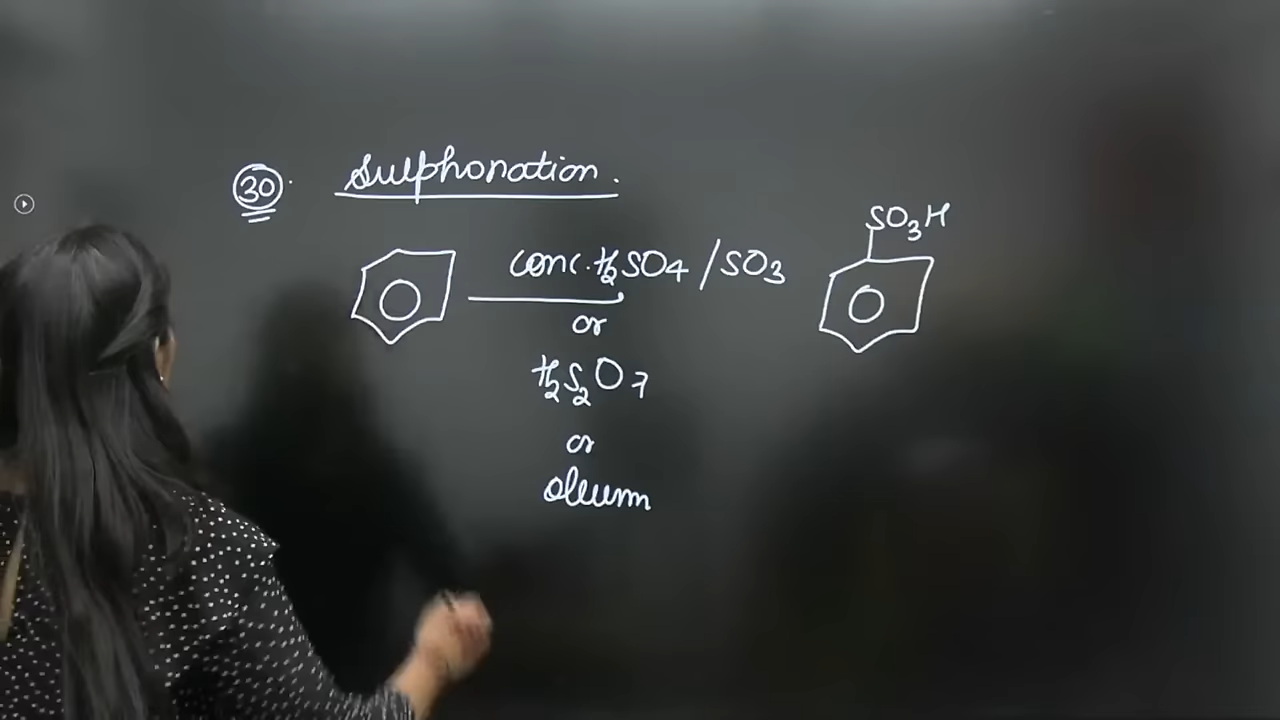 30. Sulphonation.
SO3H
conc. H2SO4 / SO3
or
H2S2O7
or
oleum